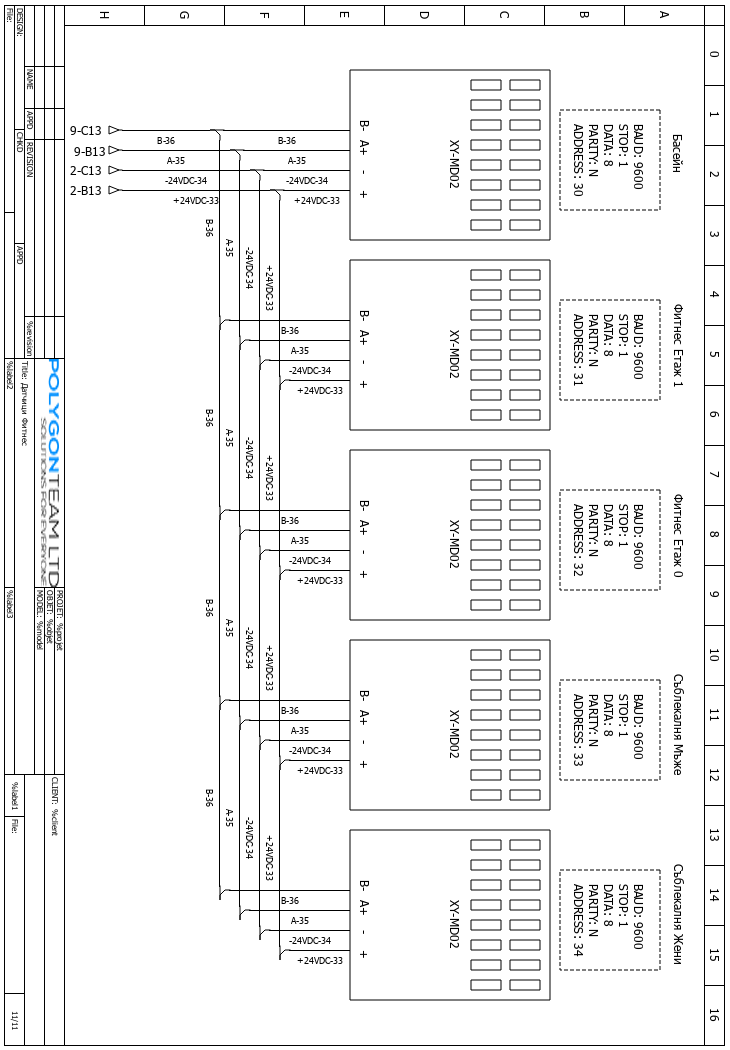 0
1
2
3
4
5
6
7
8
9
10
11
12
13
14
15
16
A
B
C
D
E
F
G
H
Басейн
BAUD: 9600
STOP: 1
DATA: 8
PARITY: N
ADDRESS: 30
XY-MD02
B- A+ - +
Фитнес Етаж 1
BAUD: 9600
STOP: 1
DATA: 8
PARITY: N
ADDRESS: 31
XY-MD02
B- A+ - +
Фитнес Етаж 0
BAUD: 9600
STOP: 1
DATA: 8
PARITY: N
ADDRESS: 32
XY-MD02
B- A+ - +
Съблекалня Мъже
BAUD: 9600
STOP: 1
DATA: 8
PARITY: N
ADDRESS: 33
XY-MD02
B- A+ - +
Съблекалня Жени
BAUD: 9600
STOP: 1
DATA: 8
PARITY: N
ADDRESS: 34
XY-MD02
B- A+ - +
9-C13
9-B13
2-C13
2-B13
B-36
A-35
-24VDC-34
+24VDC-33
B-36
A-35
-24VDC-34
+24VDC-33
B-36
A-35
-24VDC-34
+24VDC-33
B-36
A-35
-24VDC-34
+24VDC-33
B-36
A-35
-24VDC-34
+24VDC-33
B-36
A-35
-24VDC-34
+24VDC-33
B-36
A-35
-24VDC-34
+24VDC-33
B-36
A-35
-24VDC-34
+24VDC-33
B-36
A-35
-24VDC-34
+24VDC-33
B-36
A-35
-24VDC-34
+24VDC-33
NAME
APPD
REVISION
%revision
DESIGN:
CHKD
APPD
File:
POLYGONTEAM LTD
SOLUTIONS FOR EVERYONE
Title: Датчици Фитнес
%label2
PROJET: %projet
OBJET: %objet
MODEL: %model
%label3
CLIENT: %client
%label1
File:
11/11